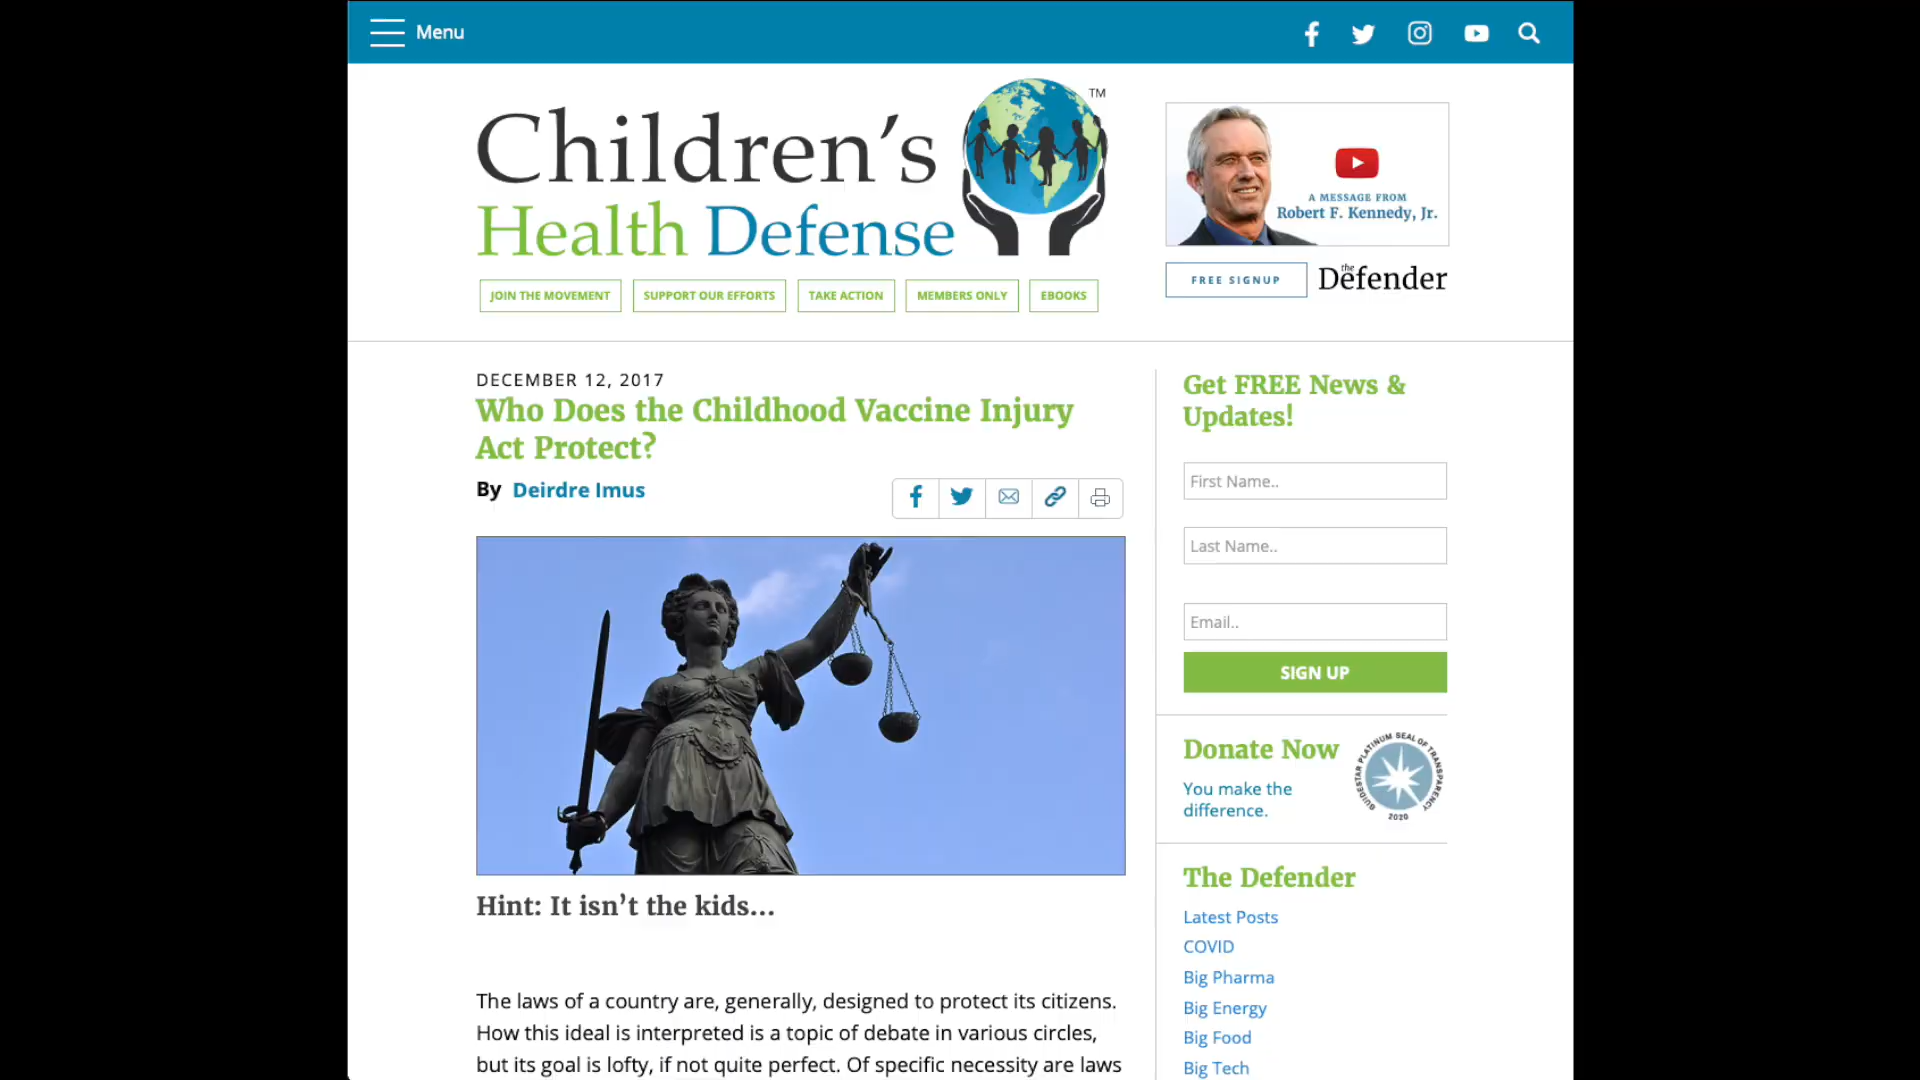 Menu
Children's
Health Defense
TM
JOIN THE MOVEMENT
SUPPORT OUR EFFORTS
TAKE ACTION
MEMBERS ONLY
EBOOKS
A MESSAGE FROM
Robert F. Kennedy, Jr.
FREE SIGNUP
the Defender
DECEMBER 12, 2017
Who Does the Childhood Vaccine Injury
Act Protect?
By Deirdre Imus
Hint: It isn’t the kids…
The laws of a country are, generally, designed to protect its citizens.
How this ideal is interpreted is a topic of debate in various circles,
but its goal is lofty, if not quite perfect. Of specific necessity are laws
Get FREE News &
Updates!
First Name..
Last Name..
Email..
SIGN UP
Donate Now
You make the
difference.
GUIDESTAR PLATINUM SEAL OF TRANSPARENCY
2020
The Defender
Latest Posts
COVID
Big Pharma
Big Energy
Big Food
Big Tech